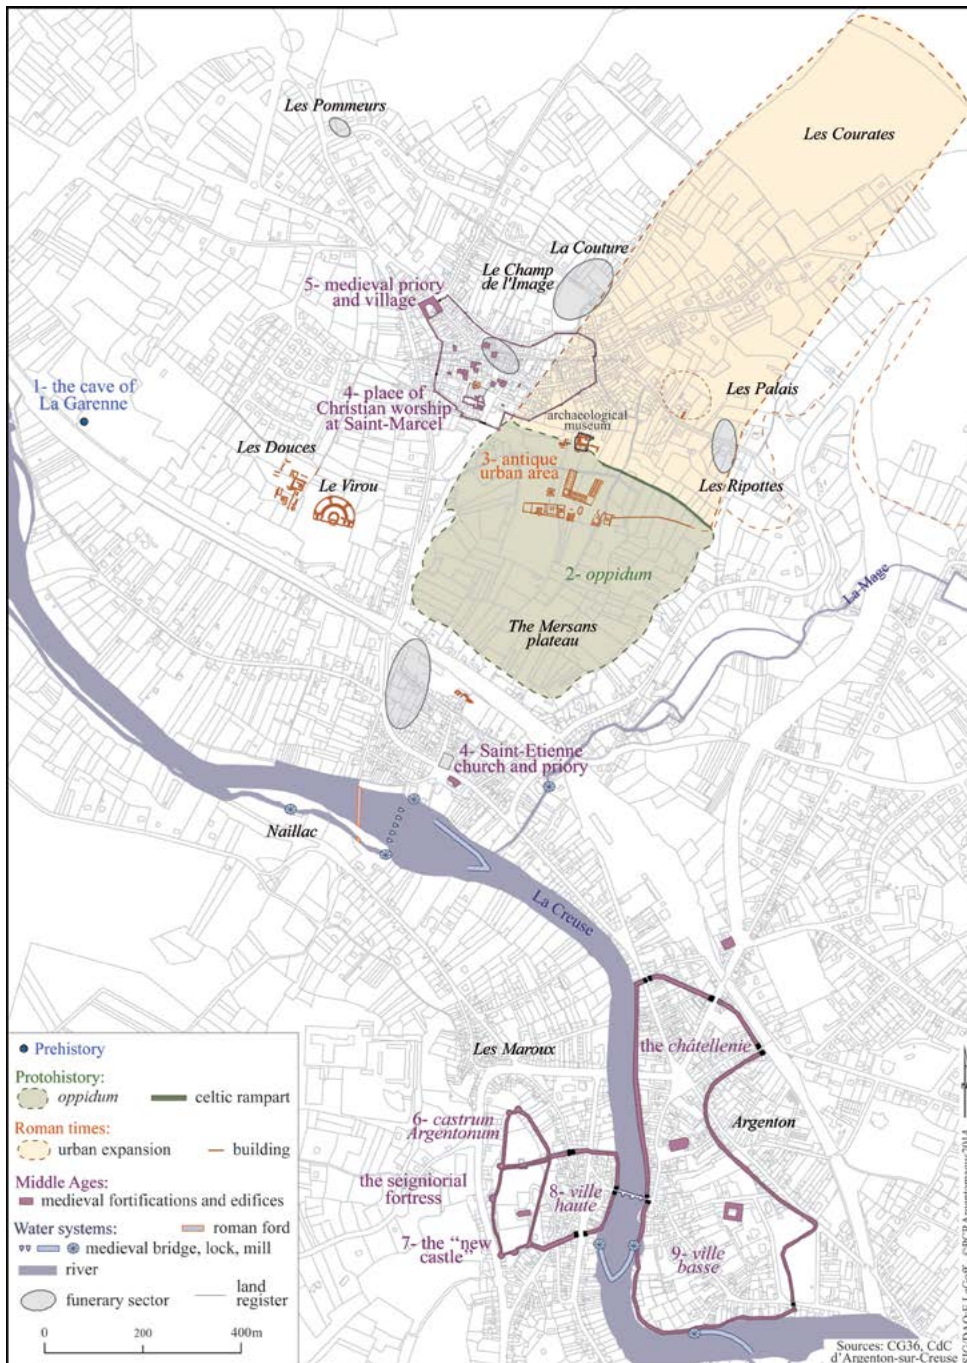 Les Pommeurs
Les Courates
La Couture
Le Champ
de l'Image
5- medieval priory
and village
1- the cave of
La Garenne
4- place of
Christian worship
at Saint-Marcel
Les Palais
archaeological
museum
Les Douces
3- antique
urban area
Le Virou
Les Ripottes
2- oppidum
La Mage
The Mersans
plateau
4- Saint-Etienne
church and priory
Naillac
La Creuse
Les Maroux
the châtellenie
6- castrum
Argentonum
Argenton
the seigniorial
fortress
8- ville
haute
7- the "new
castle"
9- ville
basse
Prehistory
Protohistory:
oppidum
celtic rampart
Roman times:
urban expansion
building
Middle Ages:
medieval fortifications and edifices
Water systems:
roman ford
medieval bridge, lock, mill
river
funerary sector
land
register
0
200
400m
Sources: CG36, CdC
d'Argenton-sur-Creuse